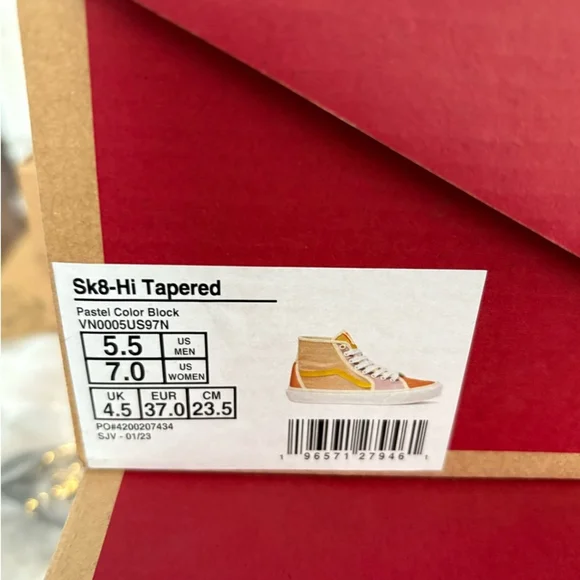 Sk8-Hi Tapered
Pastel Color Block
VN0005US97N
5.5 US MEN
7.0 US WOMEN
UK EUR CM
4.5 37.0 23.5
PO#4200207434
SJV - 01/23
1 96571 27946 1